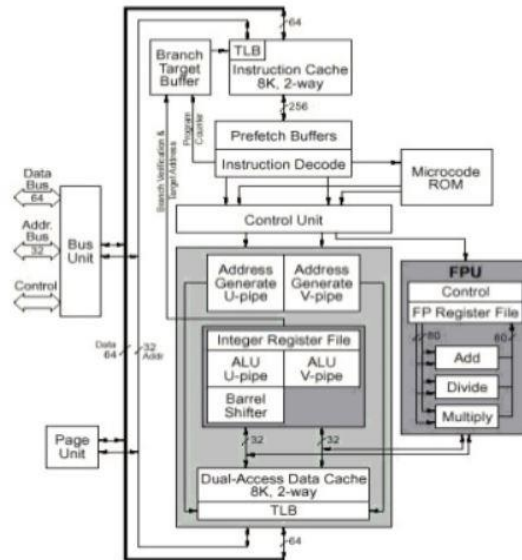 64
TLB
Instruction Cache
8K, 2-way
Branch
Target
Buffer
256
Prefetch Buffers
Instruction Decode
Program
Counter
Branch Verification &
Target Address
Microcode
ROM
Control Unit
Data
Bus
64
Addr.
Bus
32
Control
Bus
Unit
Address
Generate
U-pipe
Address
Generate
V-pipe
FPU
Control
FP Register File
80
80
Add
Divide
Multiply
Integer Register File
ALU
U-pipe
ALU
V-pipe
Barrel
Shifter
Data
64
32
Addr
32
32
Page
Unit
Dual-Access Data Cache
8K, 2-way
TLB
64